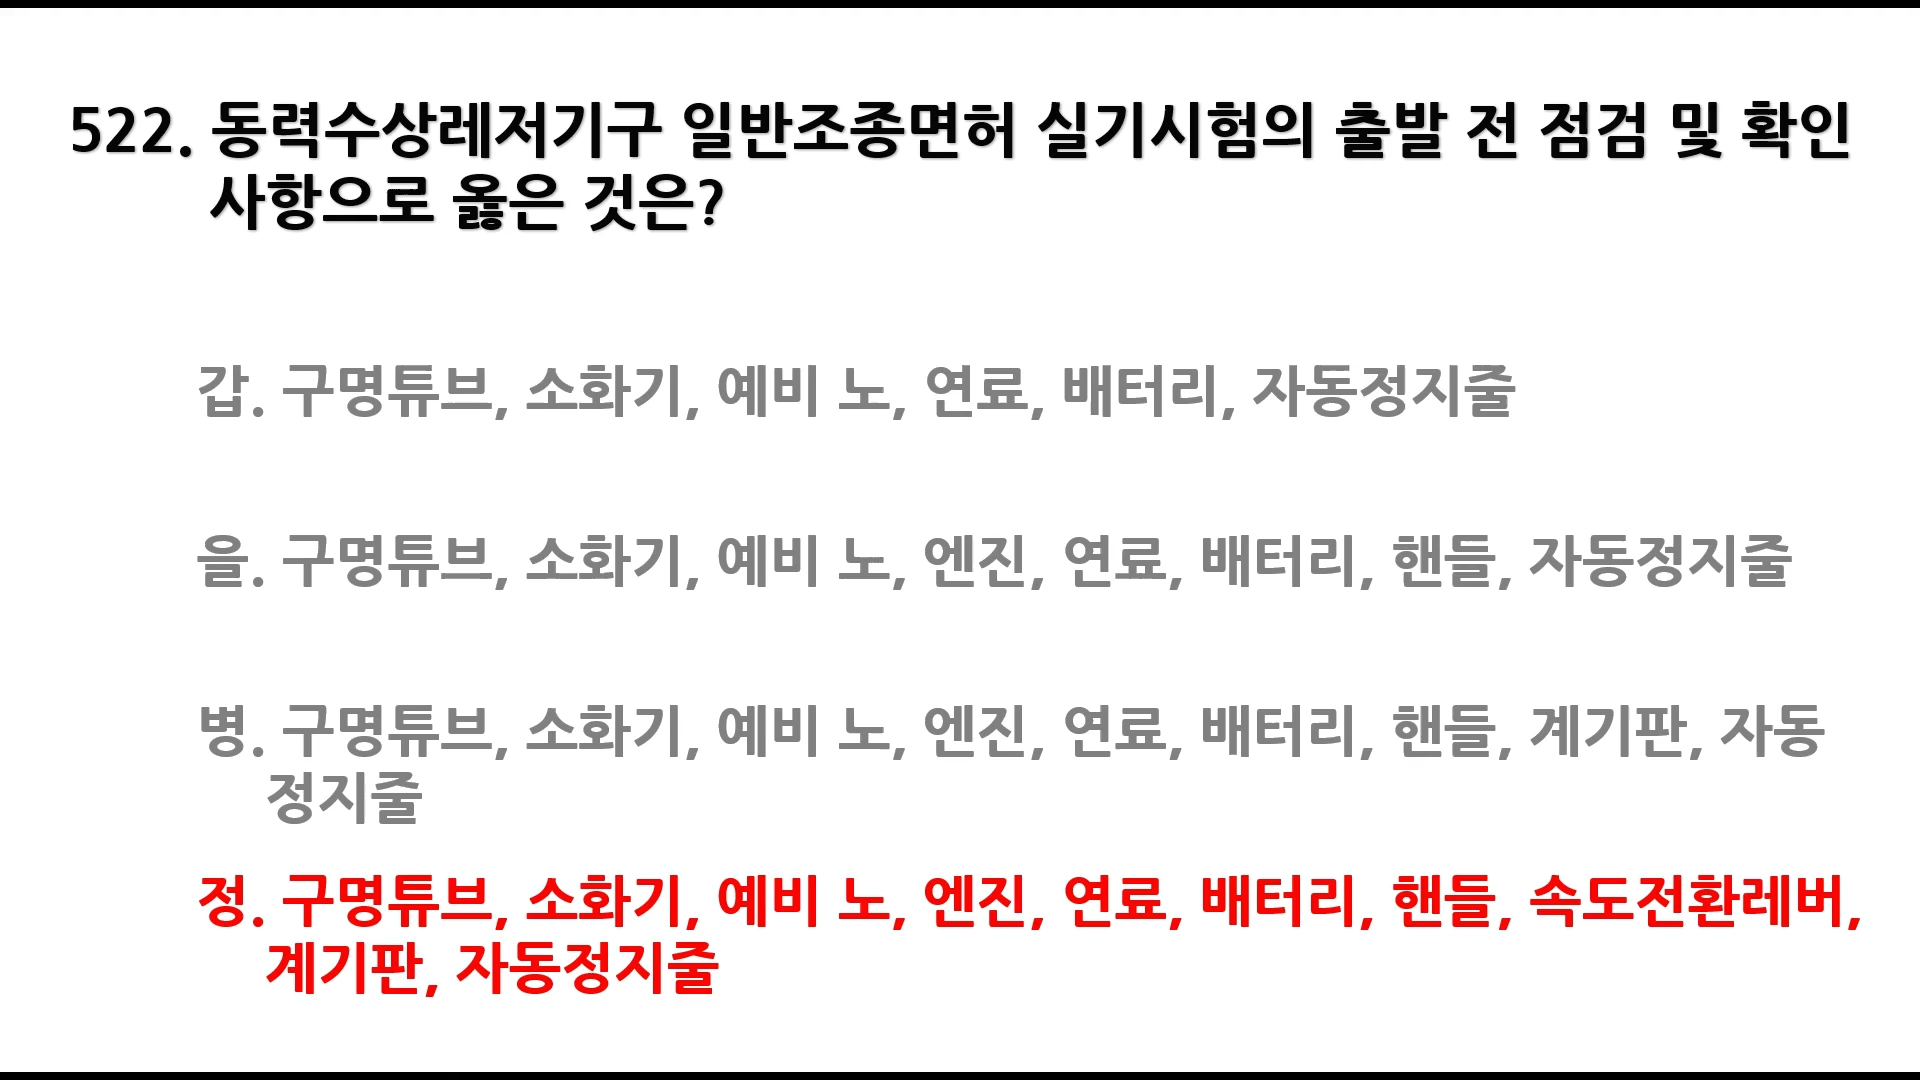 522. 동력수상레저기구 일반조종면허 실기시험의 출발 전 점검 및 확인
사항으로 옳은 것은?
갑. 구명튜브, 소화기, 예비 노, 연료, 배터리, 자동정지줄
을. 구명튜브, 소화기, 예비 노, 엔진, 연료, 배터리, 핸들, 자동정지줄
병. 구명튜브, 소화기, 예비 노, 엔진, 연료, 배터리, 핸들, 계기판, 자동
정지줄
정. 구명튜브, 소화기, 예비 노, 엔진, 연료, 배터리, 핸들, 속도전환레버,
계기판, 자동정지줄